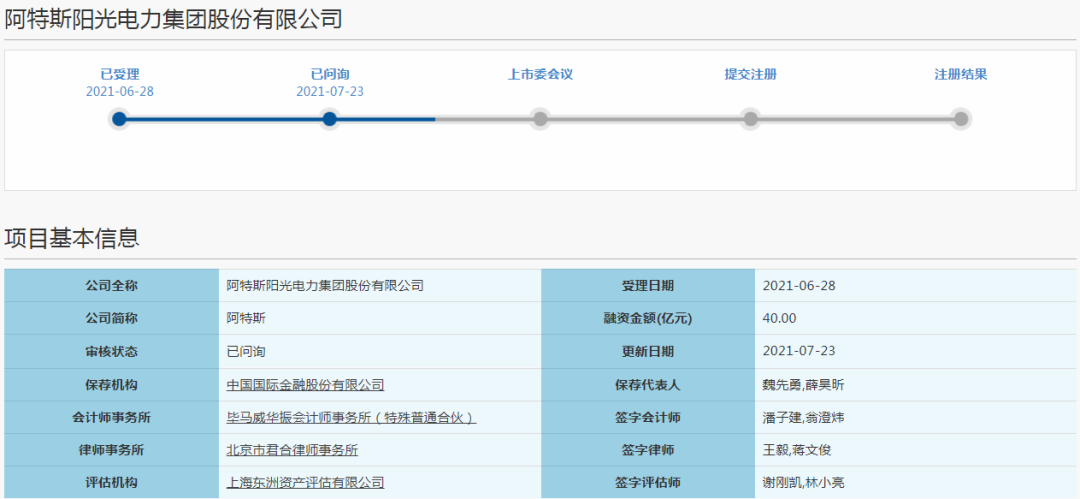 阿特斯阳光电力集团股份有限公司
已受理 已问询 上市委会议 提交注册 注册结果
2021-06-28 2021-07-23
项目基本信息
公司全称 阿特斯阳光电力集团股份有限公司 受理日期 2021-06-28
公司简称 阿特斯 融资金额(亿元) 40.00
审核状态 已问询 更新日期 2021-07-23
保荐机构 中国国际金融股份有限公司 保荐代表人 魏先勇,薛昊昕
会计师事务所 毕马威华振会计师事务所（特殊普通合伙） 签字会计师 潘子建,翁澄炜
律师事务所 北京市君合律师事务所 签字律师 王毅,蒋文俊
评估机构 上海东洲资产评估有限公司 签字评估师 谢刚凯,林小亮